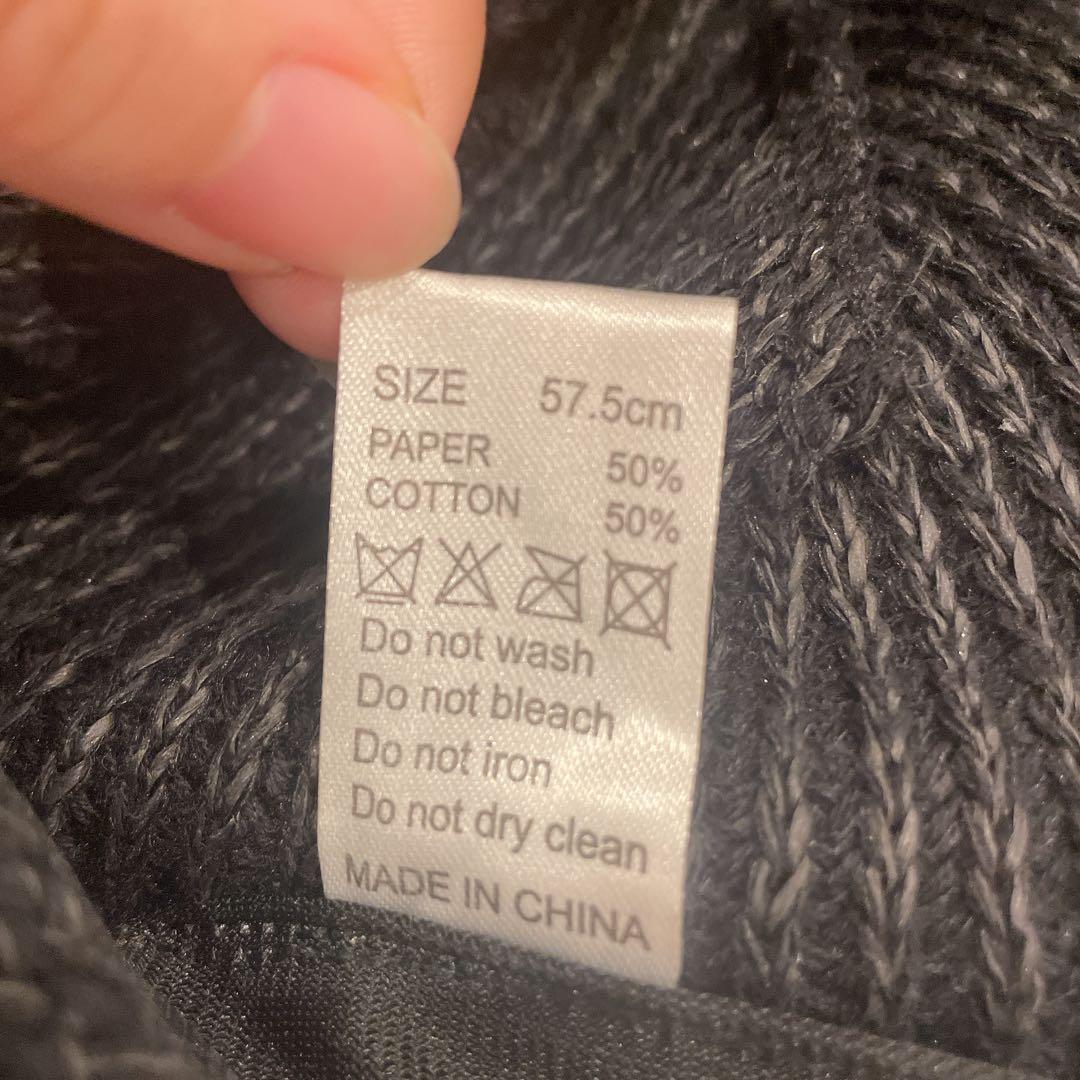 SIZE 57.5cm
PAPER 50%
COTTON 50%
Do not wash
Do not bleach
Do not iron
Do not dry clean
MADE IN CHINA